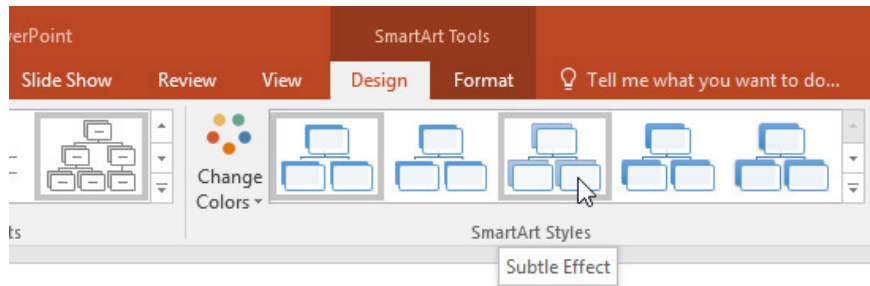 erPoint
SmartArt Tools
Slide Show Review View Design Format Tell me what you want to do...
Change
Colors
ts
SmartArt Styles
Subtle Effect